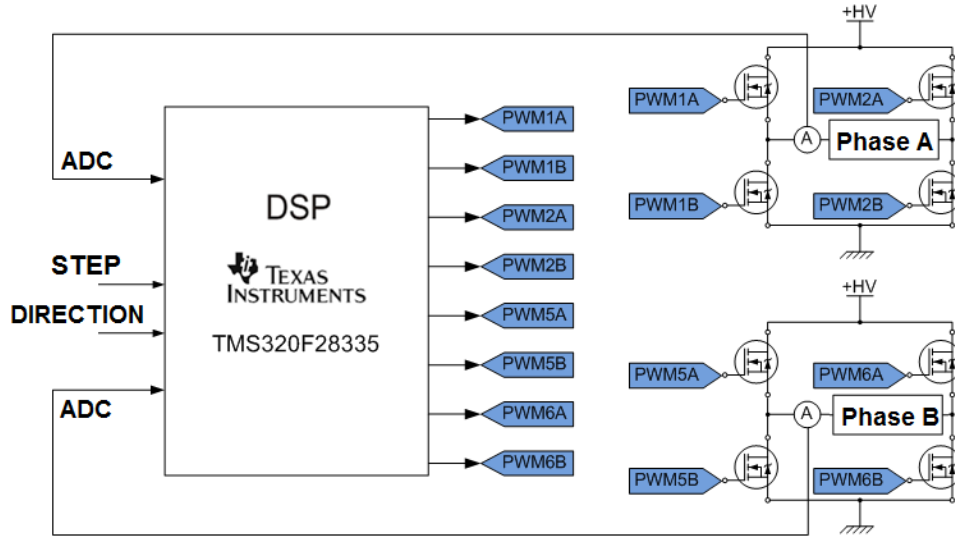 ADC
STEP
DIRECTION
ADC
DSP
TEXAS
INSTRUMENTS
TMS320F28335
PWM1A
PWM1B
PWM2A
PWM2B
PWM5A
PWM5B
PWM6A
PWM6B
+HV
PWM1A
PWM2A
A
Phase A
PWM1B
PWM2B
+HV
PWM5A
PWM6A
A
Phase B
PWM5B
PWM6B